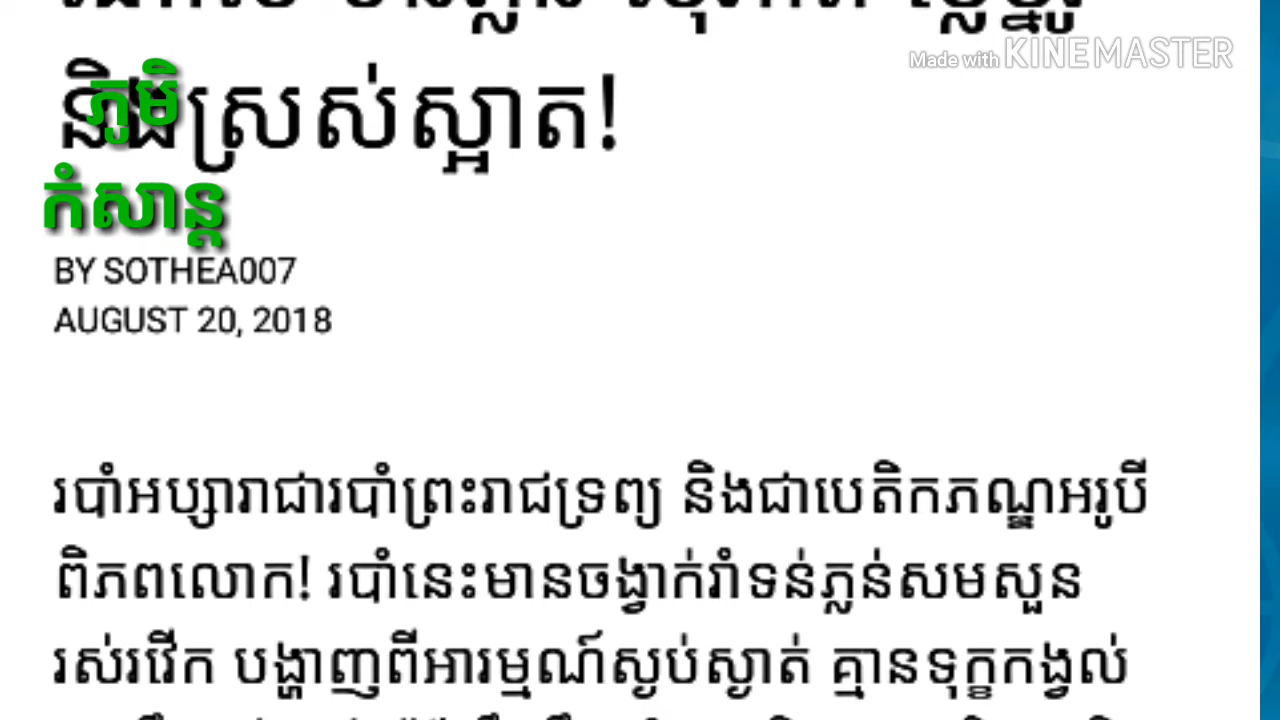 Made with KINEMASTER
និងស្រស់ស្អាត!
ភូមិ
កំសាន្ត
BY SOTHEA007
AUGUST 20, 2018
របាំអប្សារាជារបាំព្រះរាជទ្រព្យ និងជាបេតិកភណ្ឌអរូបី
ពិភពលោក! របាំនេះមានចង្វាក់រាំទន់ភ្លន់សមសួន
រស់រវើក បង្ហាញពីអារម្មណ៍ស្ងប់ស្ងាត់ គ្មានទុក្ខកង្វល់